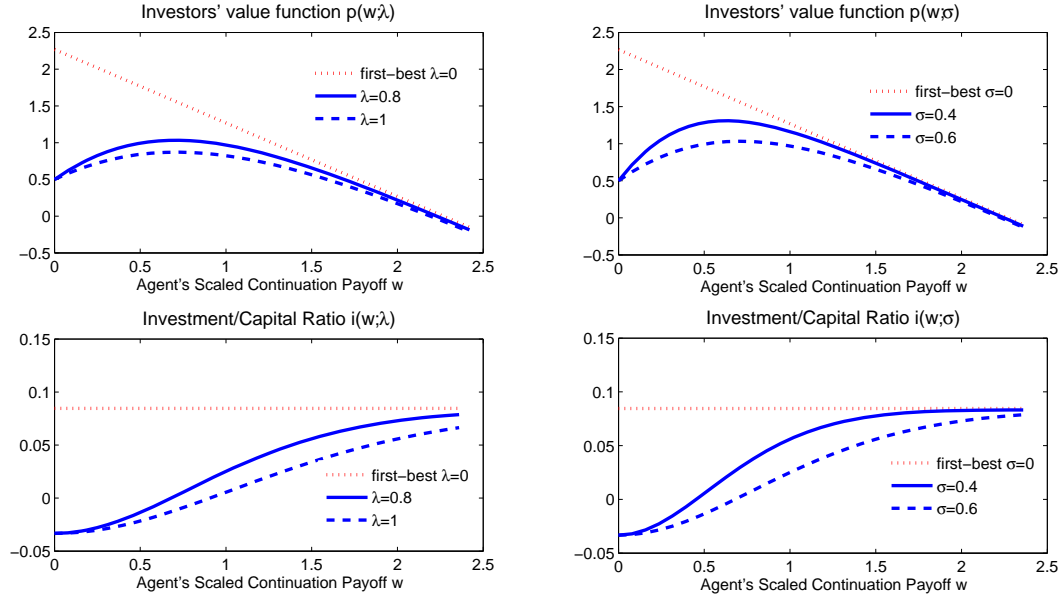 Investors’ value function p(w;λ)
2.5
2
1.5
1
0.5
0
−0.5
first−best λ=0
λ=0.8
λ=1
0
0.5
1
1.5
2
2.5
Agent’s Scaled Continuation Payoff w
Investors’ value function p(w;σ)
2.5
2
1.5
1
0.5
0
−0.5
first−best σ=0
σ=0.4
σ=0.6
0
0.5
1
1.5
2
2.5
Agent’s Scaled Continuation Payoff w
Investment/Capital Ratio i(w;λ)
0.15
0.1
0.05
0
−0.05
first−best λ=0
λ=0.8
λ=1
0
0.5
1
1.5
2
2.5
Agent’s Scaled Continuation Payoff w
Investment/Capital Ratio i(w;σ)
0.15
0.1
0.05
0
−0.05
first−best σ=0
σ=0.4
σ=0.6
0
0.5
1
1.5
2
2.5
Agent’s Scaled Continuation Payoff w